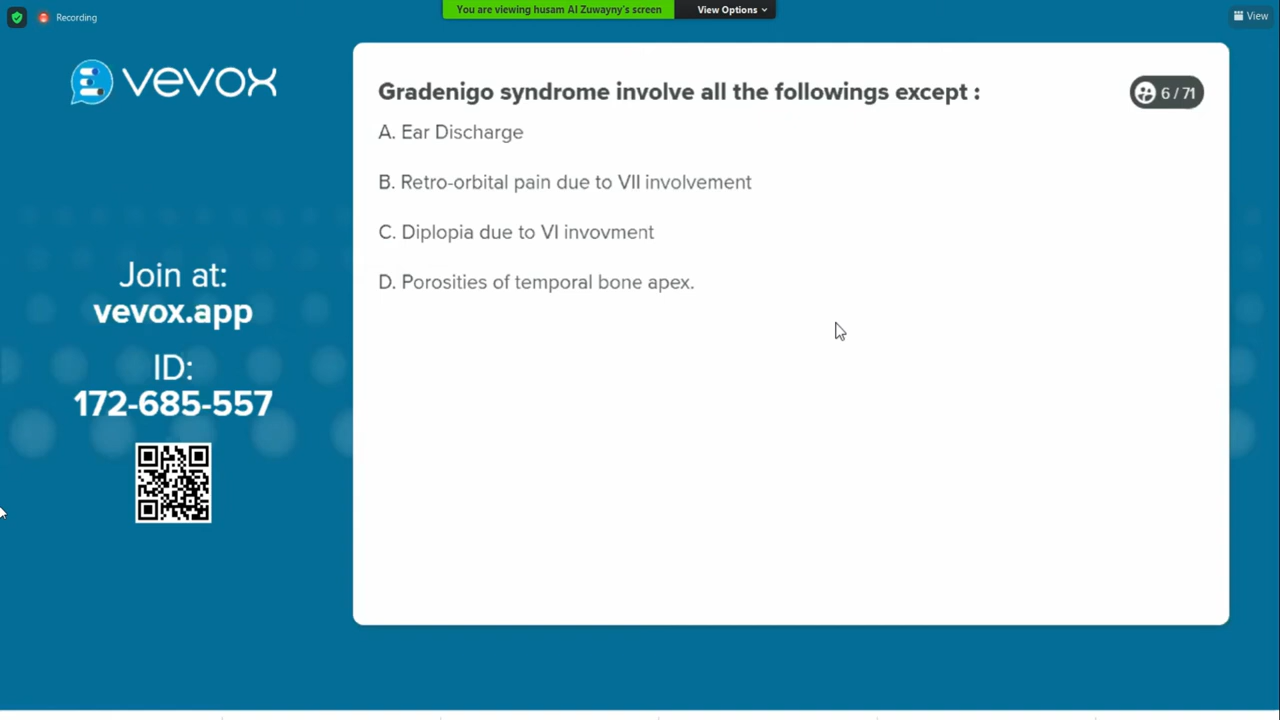 Recording
You are viewing husam Al Zuwayny's screen
View Options
View
vevox
Gradenigo syndrome involve all the followings except :
6 / 71
A. Ear Discharge
B. Retro-orbital pain due to VII involvement
C. Diplopia due to VI invovment
D. Porosities of temporal bone apex.
Join at:
vevox.app
ID:
172-685-557